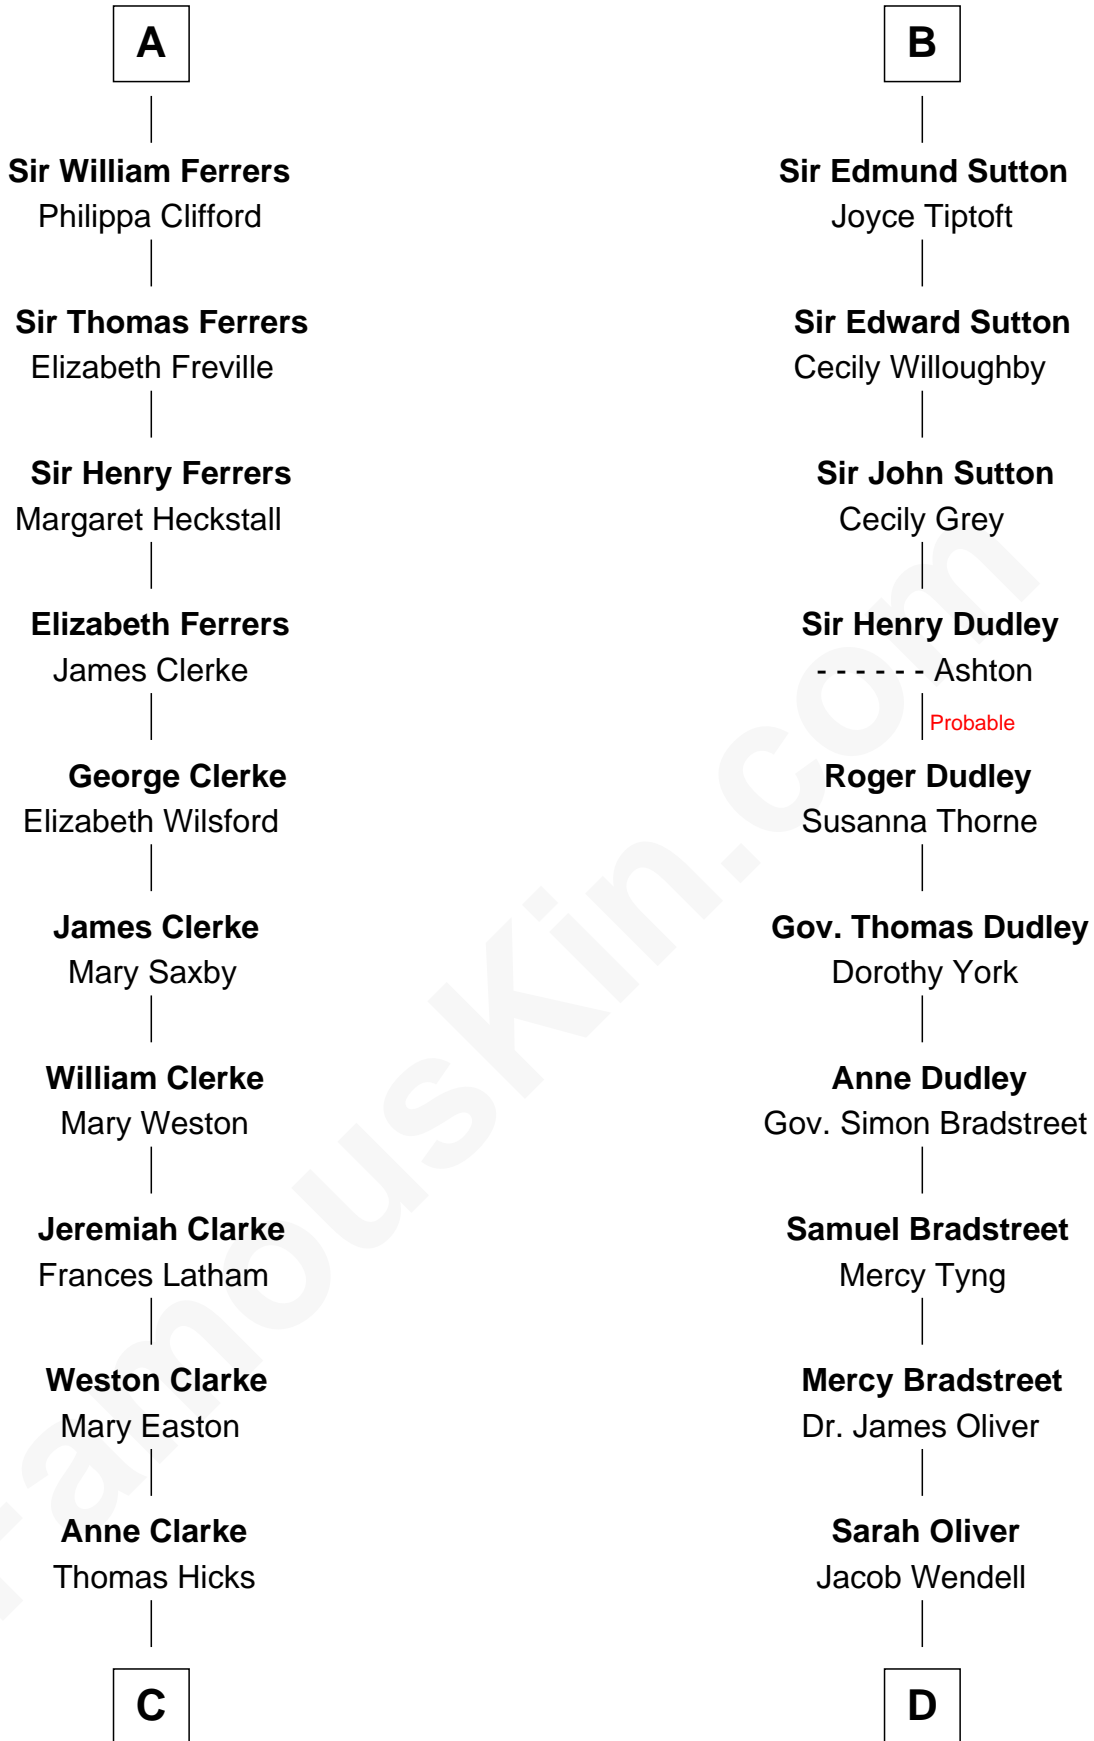 A
Sir William Ferrers
Philippa Clifford
Sir Thomas Ferrers
Elizabeth Freville
Sir Henry Ferrers
Margaret Heckstall
Elizabeth Ferrers
James Clerke
George Clerke
Elizabeth Wilsford
James Clerke
Mary Saxby
William Clerke
Mary Weston
Jeremiah Clarke
Frances Latham
Weston Clarke
Mary Easton
Anne Clarke
Thomas Hicks
C
B
Sir Edmund Sutton
Joyce Tiptoft
Sir Edward Sutton
Cecily Willoughby
Sir John Sutton
Cecily Grey
Sir Henry Dudley
- - - - - - Ashton
Probable
Roger Dudley
Susanna Thorne
Gov. Thomas Dudley
Dorothy York
Anne Dudley
Gov. Simon Bradstreet
Samuel Bradstreet
Mercy Tyng
Mercy Bradstreet
Dr. James Oliver
Sarah Oliver
Jacob Wendell
D
FamousKin.com